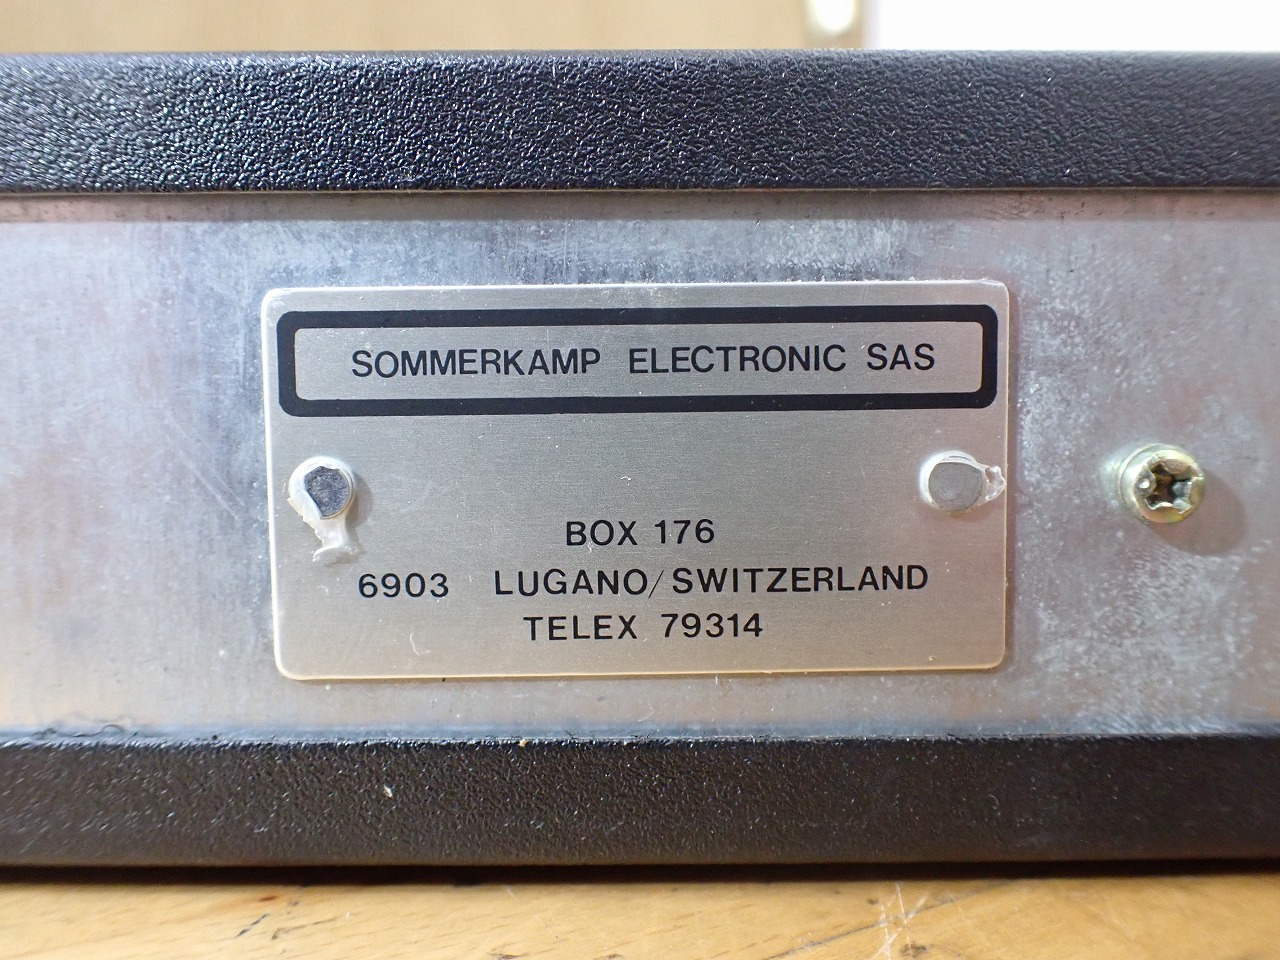 SOMMERKAMP ELECTRONIC SAS
BOX 176
6903 LUGANO/SWITZERLAND
TELEX 79314